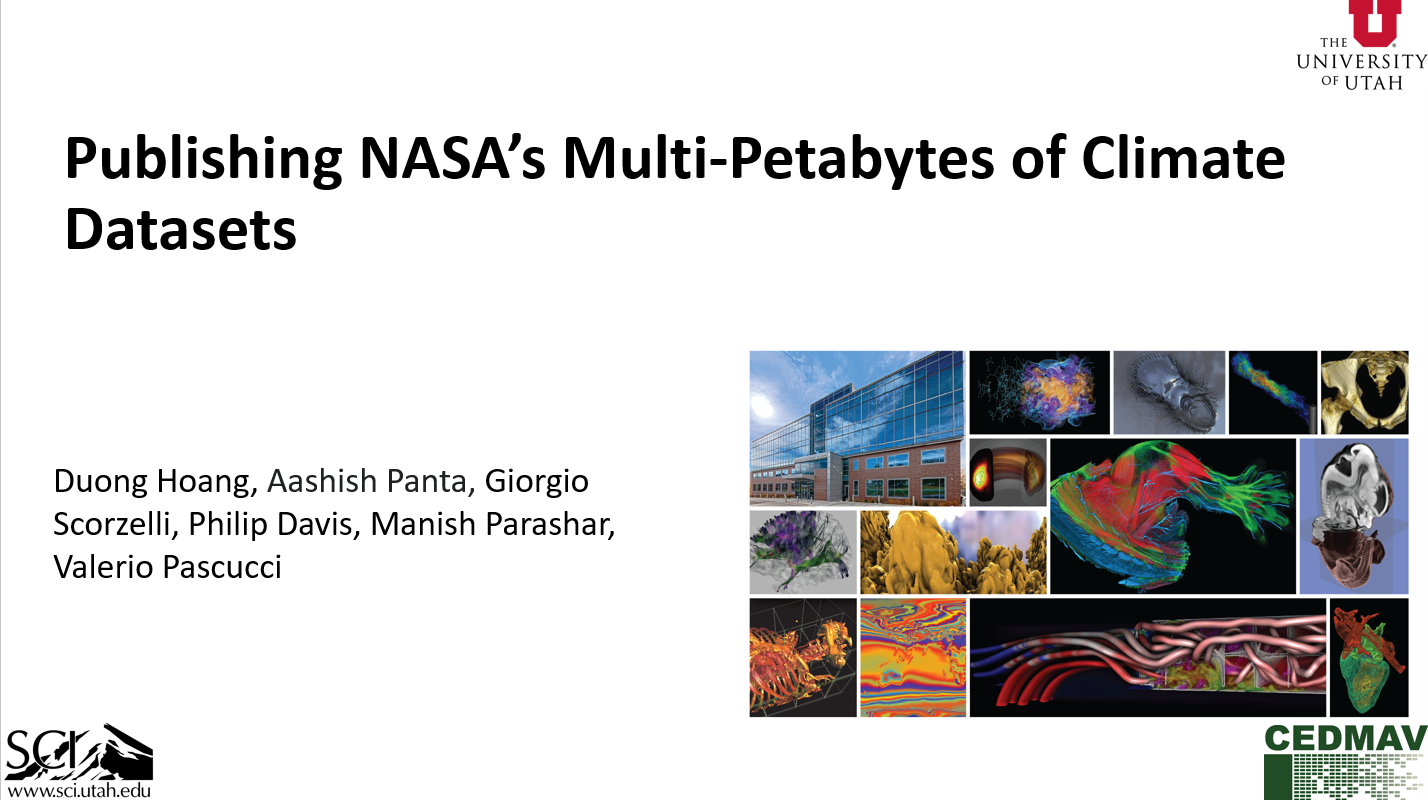 THE
UNIVERSITY
OF UTAH
Publishing NASA’s Multi-Petabytes of Climate
Datasets
Duong Hoang, Aashish Panta, Giorgio
Scorzelli, Philip Davis, Manish Parashar,
Valerio Pascucci
SCI
www.sci.utah.edu
CEDMAV